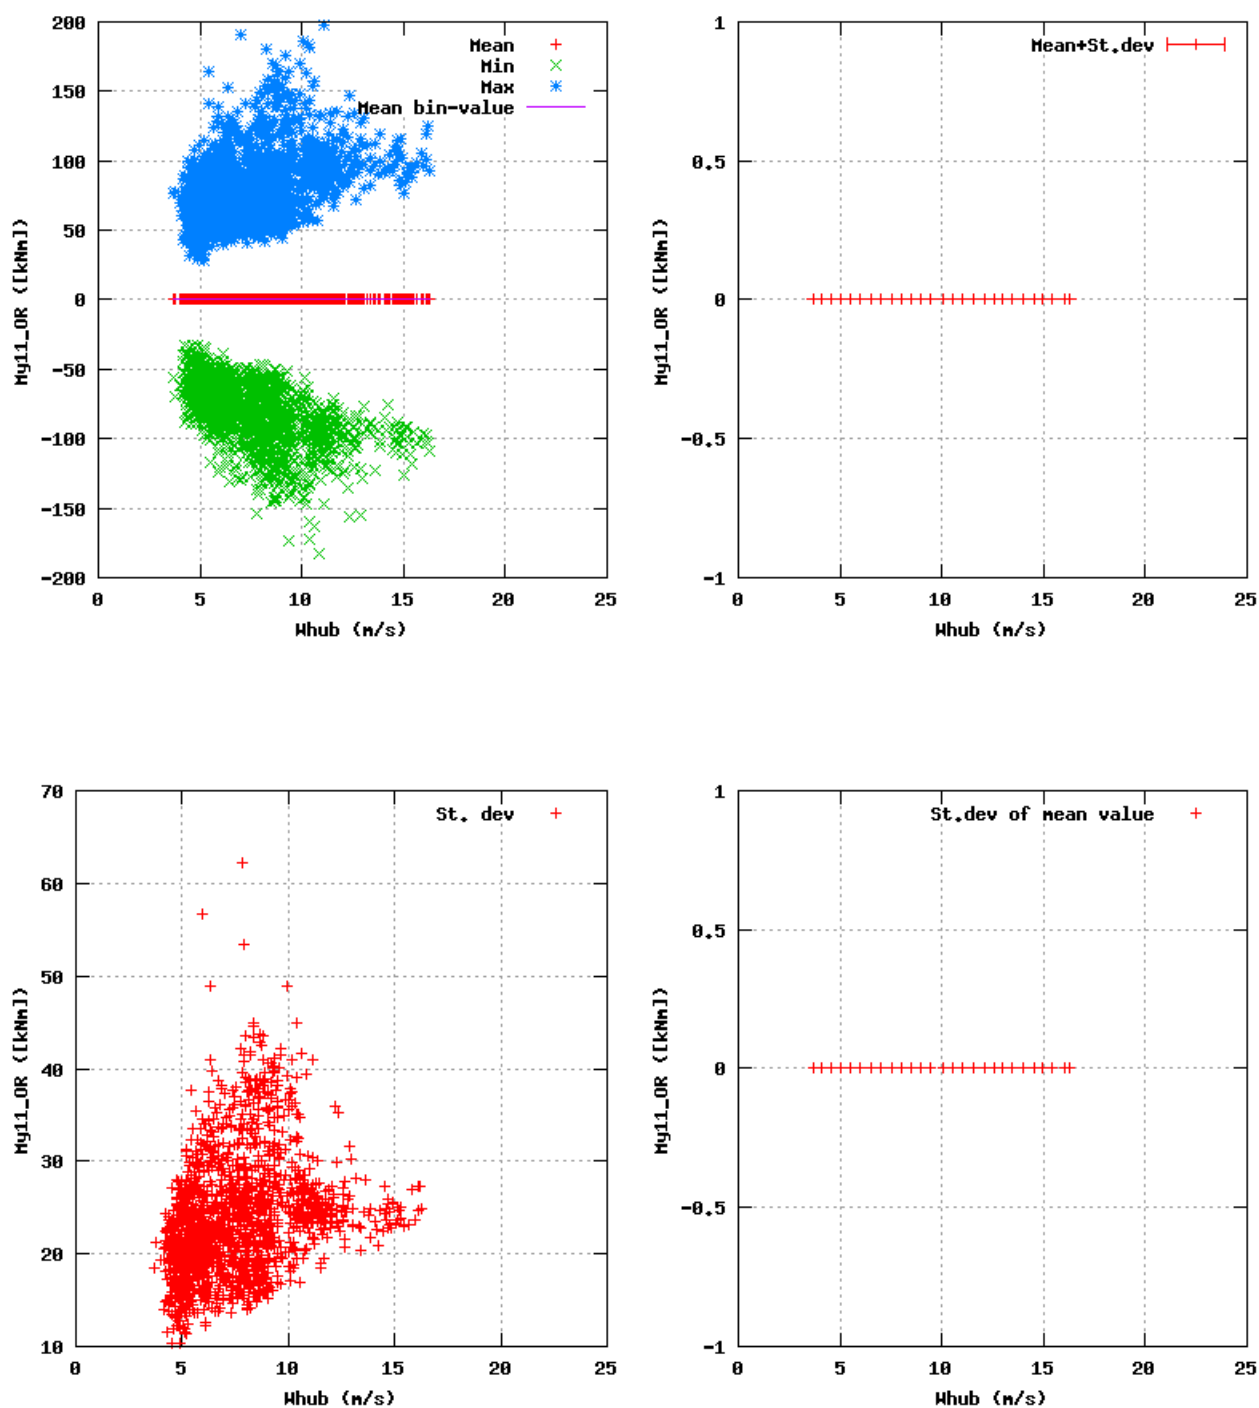 200
150
100
50
0
-50
-100
-150
-200
0 5 10 15 20 25
My11_OR ([kNm])
Whub (m/s)
Mean
Min
Max
Mean bin-value
1
0.5
0
-0.5
-1
0 5 10 15 20 25
My11_OR ([kNm])
Whub (m/s)
Mean+St.dev
70
60
50
40
30
20
10
0 5 10 15 20 25
My11_OR ([kNm])
Whub (m/s)
St. dev
1
0.5
0
-0.5
-1
0 5 10 15 20 25
My11_OR ([kNm])
Whub (m/s)
St.dev of mean value